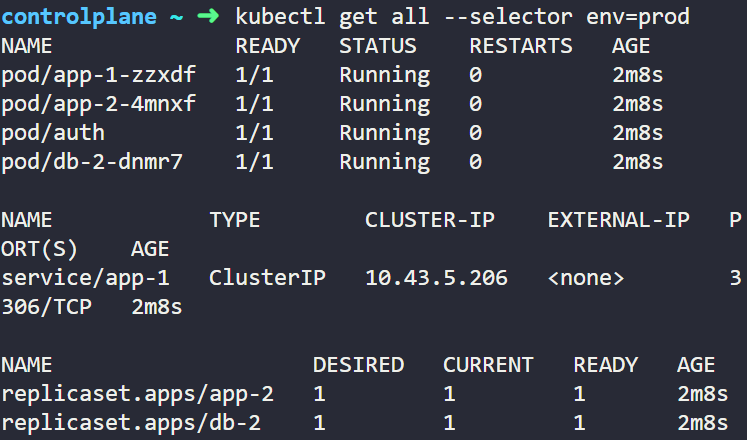 controlplane ~ ➜ kubectl get all --selector env=prod
NAME READY STATUS RESTARTS AGE
pod/app-1-zzxdf 1/1 Running 0 2m8s
pod/app-2-4mnxf 1/1 Running 0 2m8s
pod/auth 1/1 Running 0 2m8s
pod/db-2-dnmr7 1/1 Running 0 2m8s
NAME TYPE CLUSTER-IP EXTERNAL-IP P
ORT(S) AGE
service/app-1 ClusterIP 10.43.5.206 <none> 3
306/TCP 2m8s
NAME DESIRED CURRENT READY AGE
replicaset.apps/app-2 1 1 1 2m8s
replicaset.apps/db-2 1 1 1 2m8s